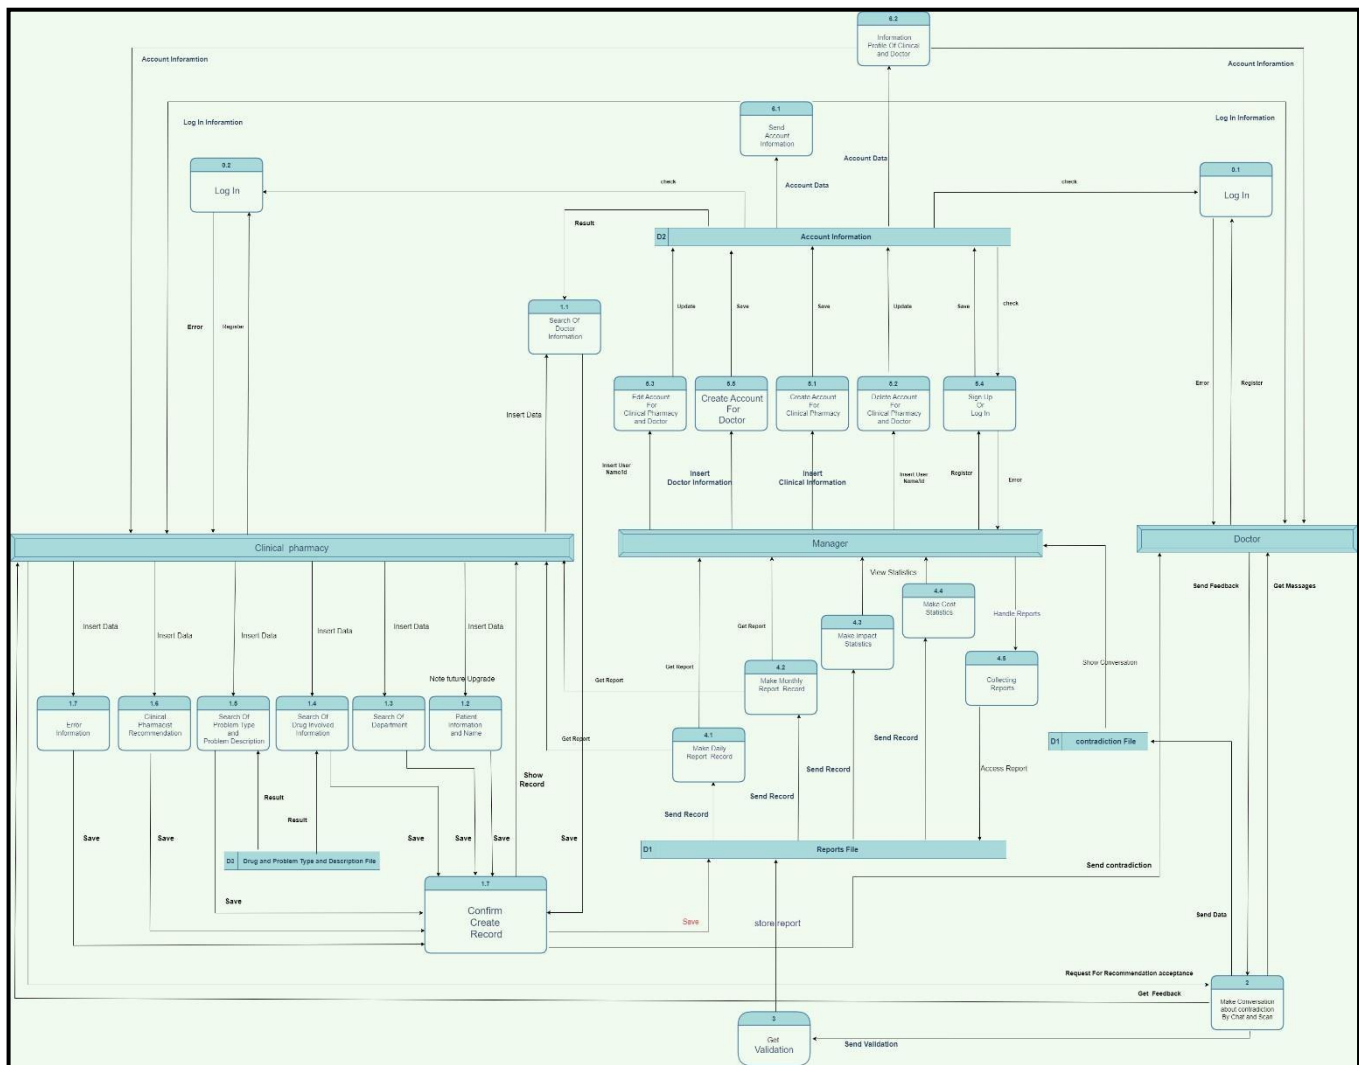 6.2
Information
Profile Of Clinical
and Doctor
Account Inforamtion
Account Inforamtion
6.1
Send
Account
Information
Log In Inforamtion
Log In Information
Account Data
Account Data
0.2
Log In
0.1
Log In
check
check
Result
D2
Account Information
1.1
Search Of
Doctor
Information
Update
Save
Save
Update
Save
check
Error
Register
Error
Register
5.3
Edit Account
For
Clinical Pharmacy
and Doctor
5.5
Create Account
For
Doctor
5.1
Create Account
For
Clinical Pharmacy
5.2
Delete Account
For
Clinical Pharmacy
and Doctor
5.4
Sign Up
Or
Log In
Insert Data
Insert User
Name/Id
Insert
Doctor Information
Insert
Clinical Information
Insert User
Name/Id
Register
Error
Clinical pharmacy
Manager
Doctor
View Statistics
Send Feedback
Get Messages
4.4
Make Cost
Statistics
Handle Reports
4.3
Make Impact
Statistics
Insert Data
Insert Data
Insert Data
Insert Data
Insert Data
Insert Data
Get Report
4.5
Collecting
Reports
Show Conversation
Get Report
4.2
Make Monthly
Report Record
Note future Upgrade
Get Report
1.7
Error
Information
1.6
Clinical
Pharmacist
Recommendation
1.5
Search Of
Problem Type
and
Problem Description
1.4
Search Of
Drug Involved
Information
1.3
Search Of
Department
1.2
Patient
Information
and Name
4.1
Make Daily
Report Record
Get Report
D1
contradiction File
Send Record
Access Report
Show
Record
Send Record
Result
Result
Send Record
Save
Save
Save
Save
Save
Save
D3
Drug and Problem Type and Description File
D1
Reports File
Send contradiction
1.7
Confirm
Create
Record
Save
Save
store report
Send Data
Request For Recommendation acceptance
Get Feedback
2
Make Conversation
about contradiction
By Chat and Scan
3
Get
Validation
Send Validation